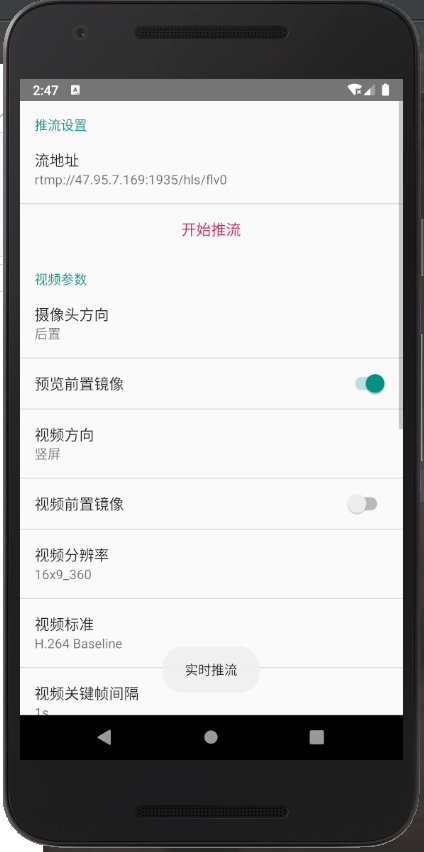 2:47
推流设置
流地址
rtmp://47.95.7.169:1935/hls/flv0
开始推流
视频参数
摄像头方向
后置
预览前置镜像
视频方向
竖屏
视频前置镜像
视频分辨率
16x9_360
视频标准
H.264 Baseline
实时推流
视频关键帧间隔
1s